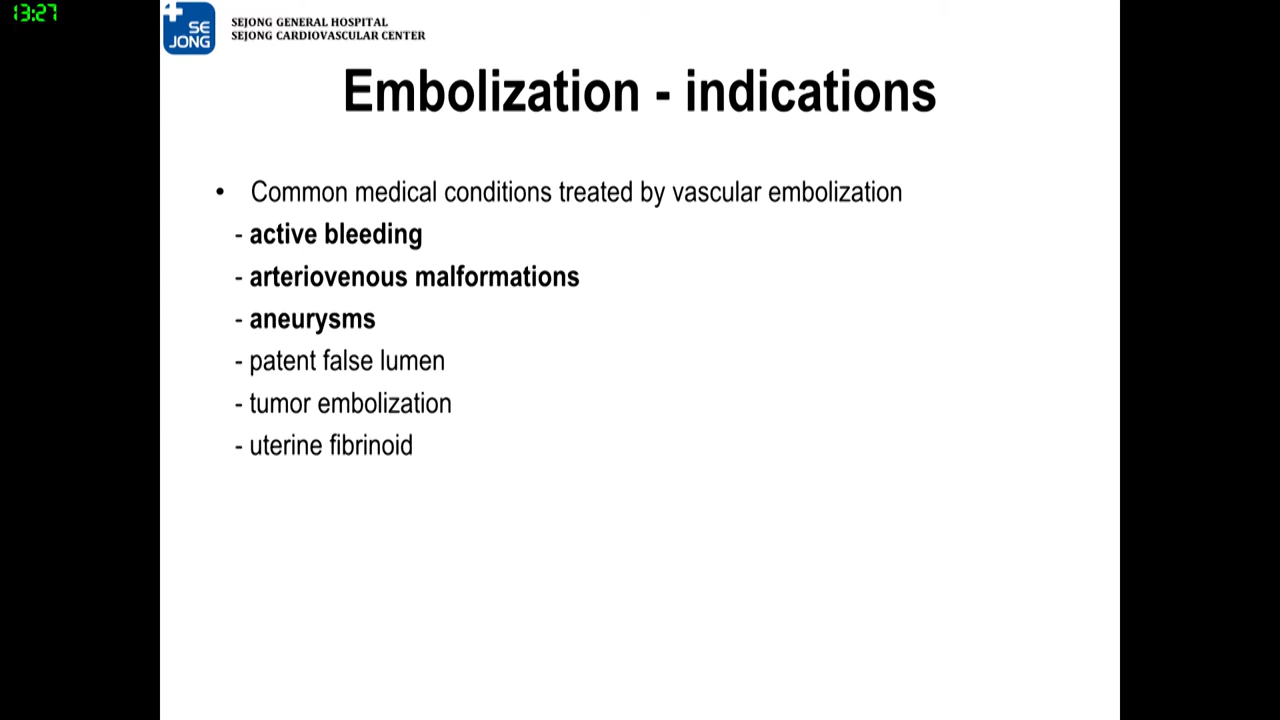 13:27
SE
JONG
SEJONG GENERAL HOSPITAL
SEJONG CARDIOVASCULAR CENTER
Embolization - indications
• Common medical conditions treated by vascular embolization
- active bleeding
- arteriovenous malformations
- aneurysms
- patent false lumen
- tumor embolization
- uterine fibrinoid